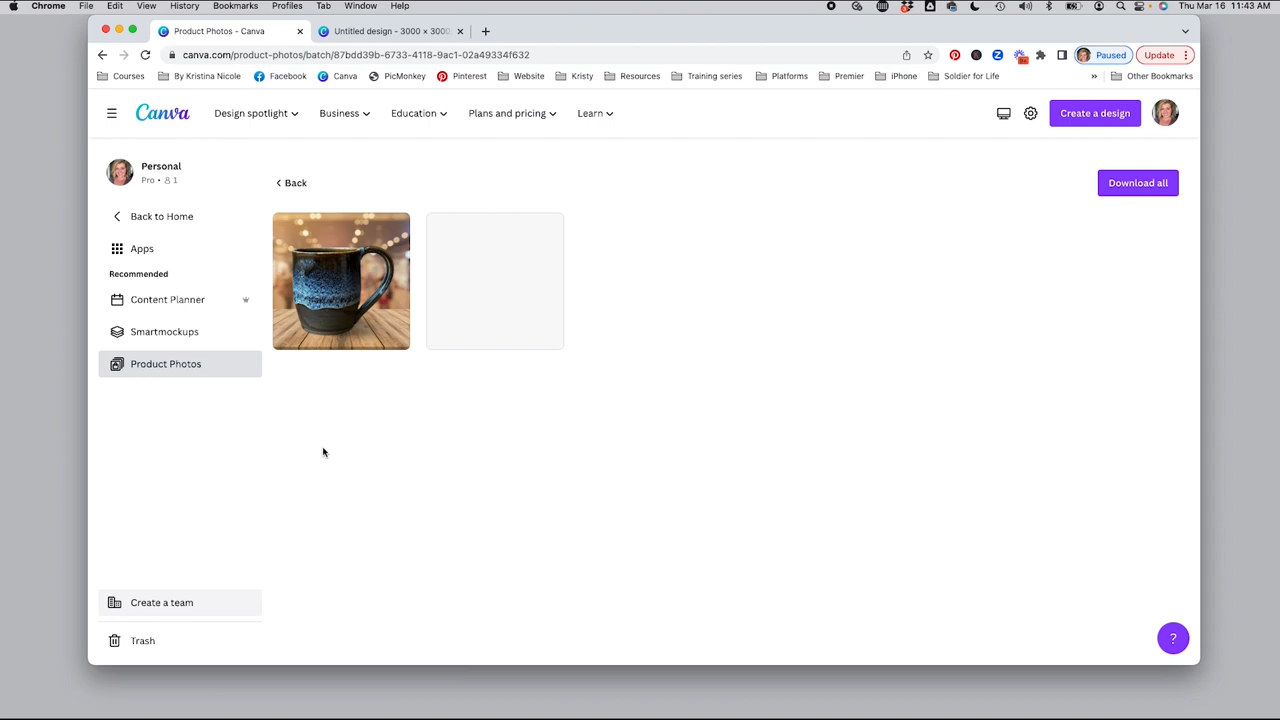 Chrome File Edit View History Bookmarks Profiles Tab Window Help Thu Mar 16 11:43 AM
Product Photos - Canva Untitled design - 3000 × 3000
canva.com/product-photos/batch/87bdd39b-6733-4118-9ac1-02a49334f632 Paused Update
Courses By Kristina Nicole Facebook Canva PicMonkey Pinterest Website Kristy Resources Training series Platforms Premier iPhone Soldier for Life » Other Bookmarks
Canva Design spotlight Business Education Plans and pricing Learn Create a design
Personal
Pro • 1
Back Download all
Back to Home
Apps
Recommended
Content Planner
Smartmockups
Product Photos
Create a team
Trash
?